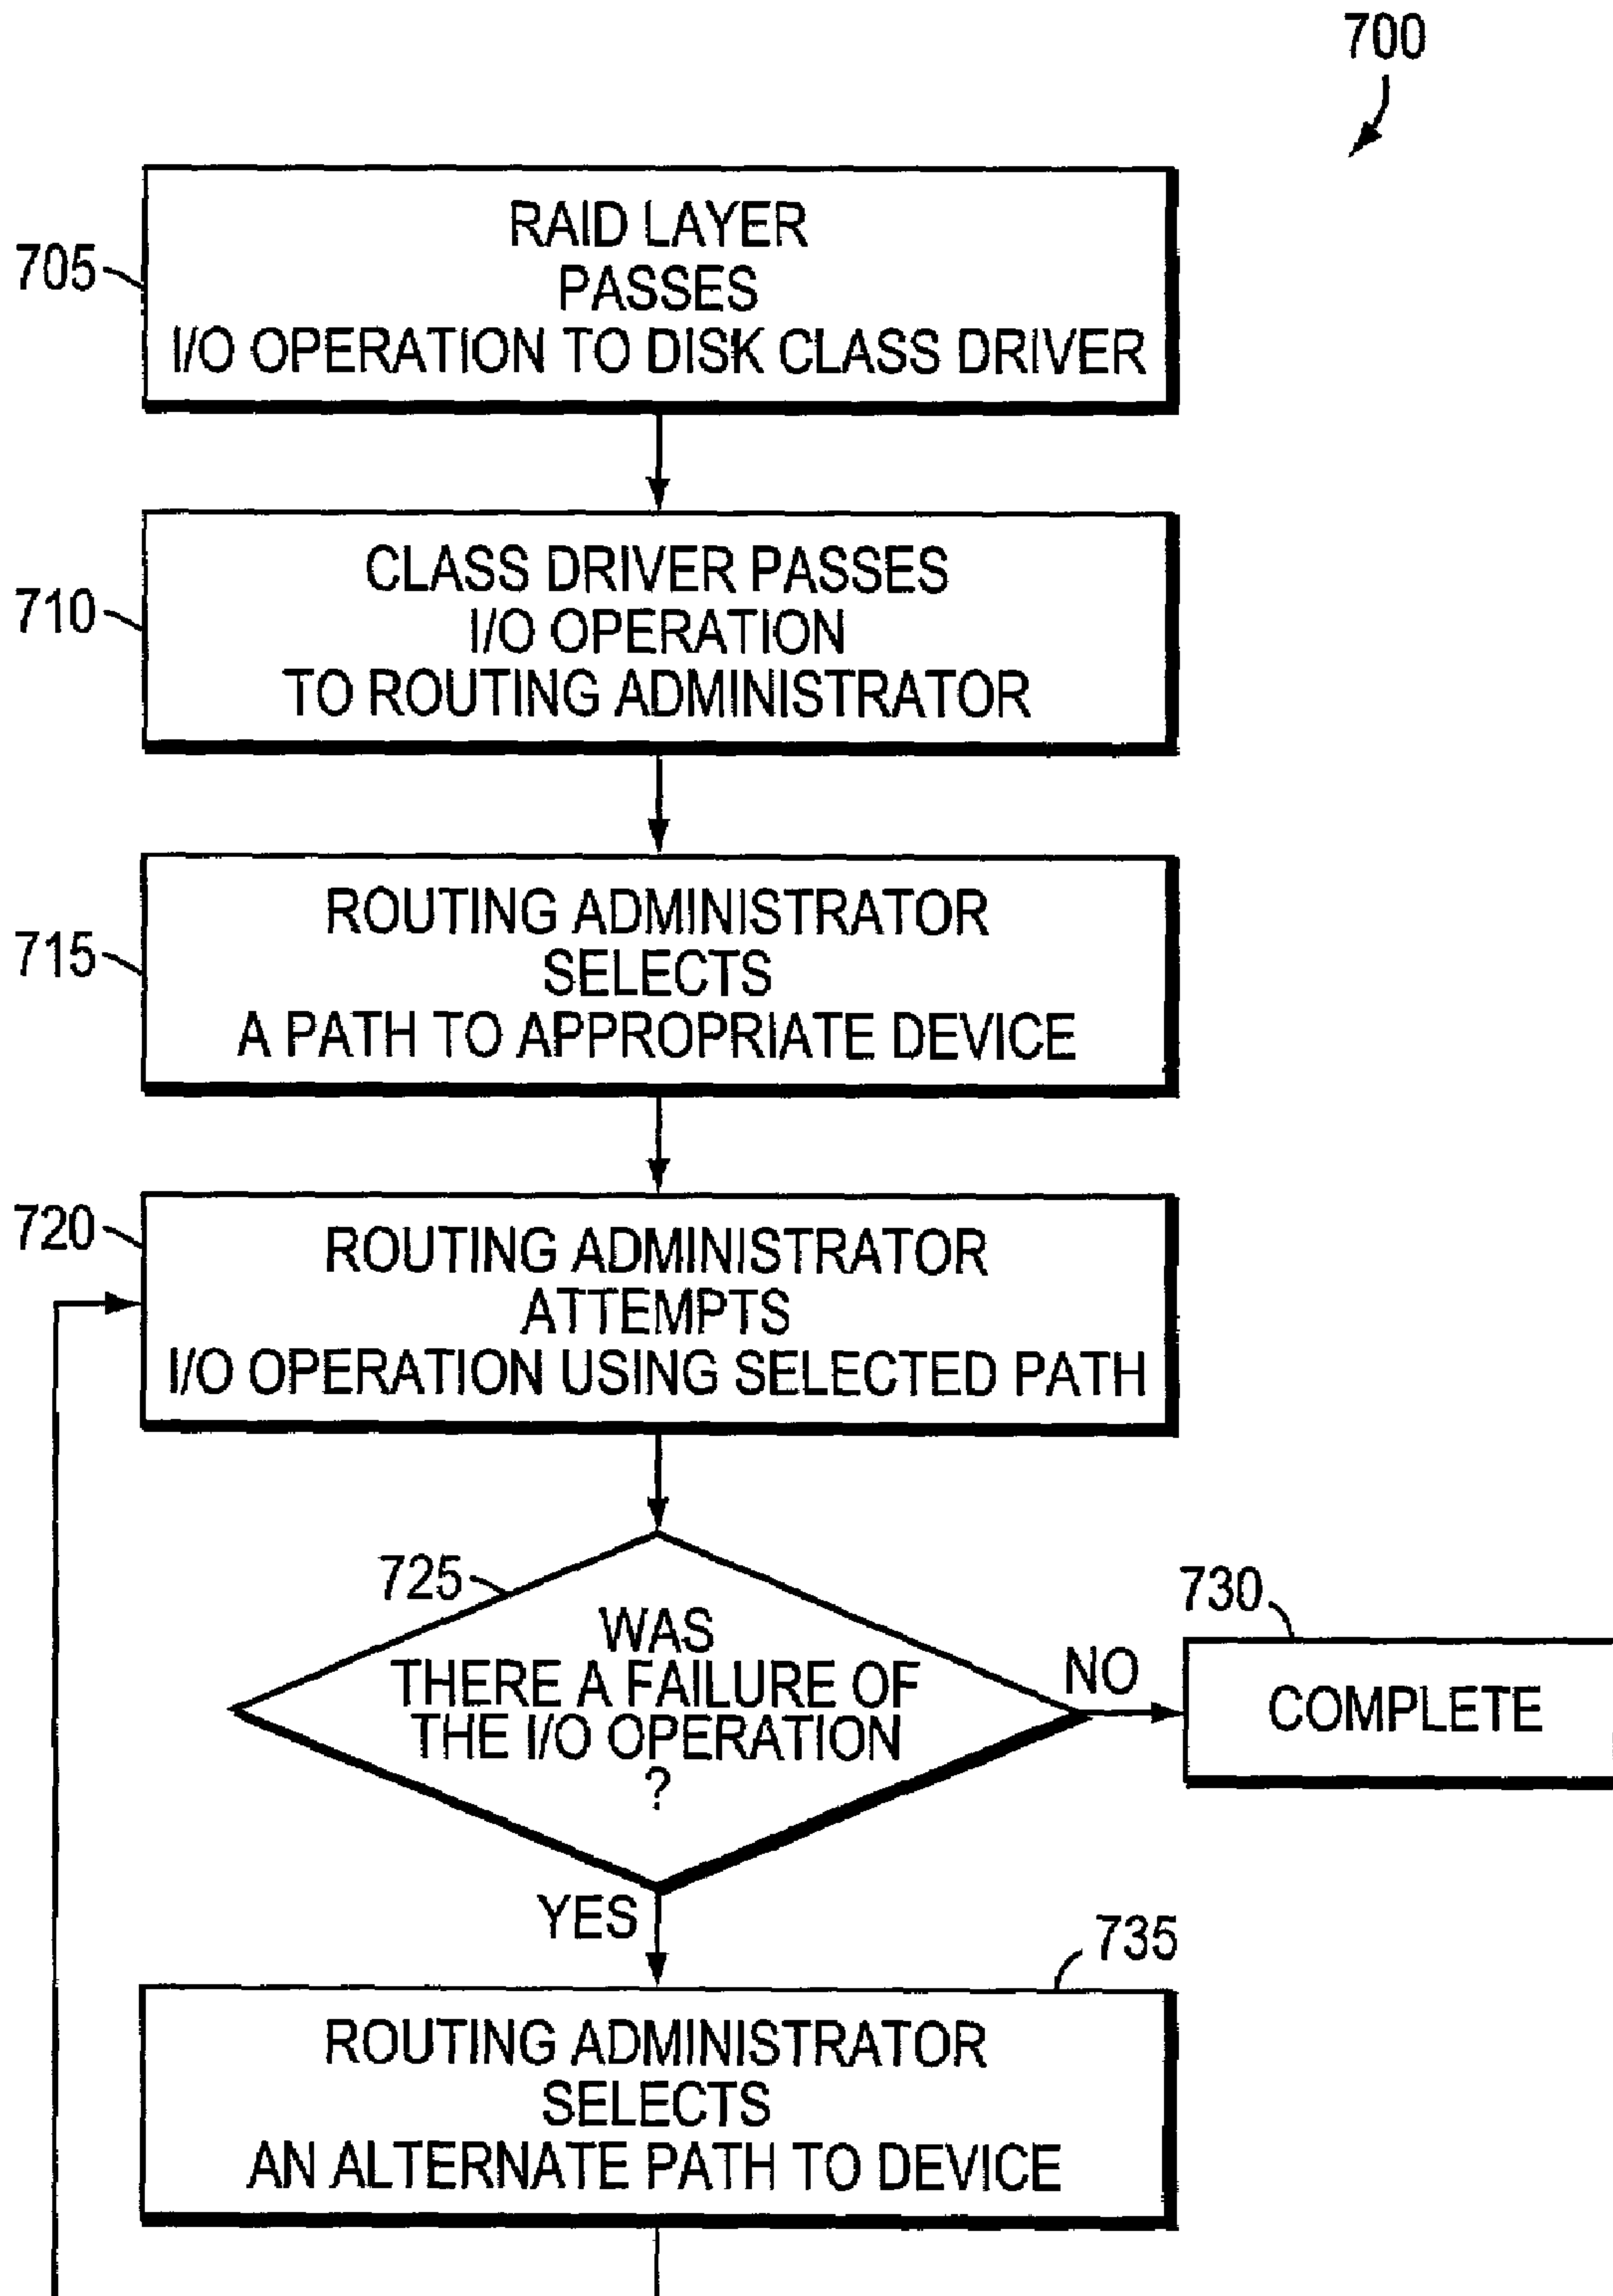 700
705
RAID LAYER
PASSES
I/O OPERATION TO DISK CLASS DRIVER
710
CLASS DRIVER PASSES
I/O OPERATION
TO ROUTING ADMINISTRATOR
715
ROUTING ADMINISTRATOR
SELECTS
A PATH TO APPROPRIATE DEVICE
720
ROUTING ADMINISTRATOR
ATTEMPTS
I/O OPERATION USING SELECTED PATH
725
WAS
THERE A FAILURE OF
THE I/O OPERATION
?
NO
730
COMPLETE
YES
735
ROUTING ADMINISTRATOR
SELECTS
AN ALTERNATE PATH TO DEVICE